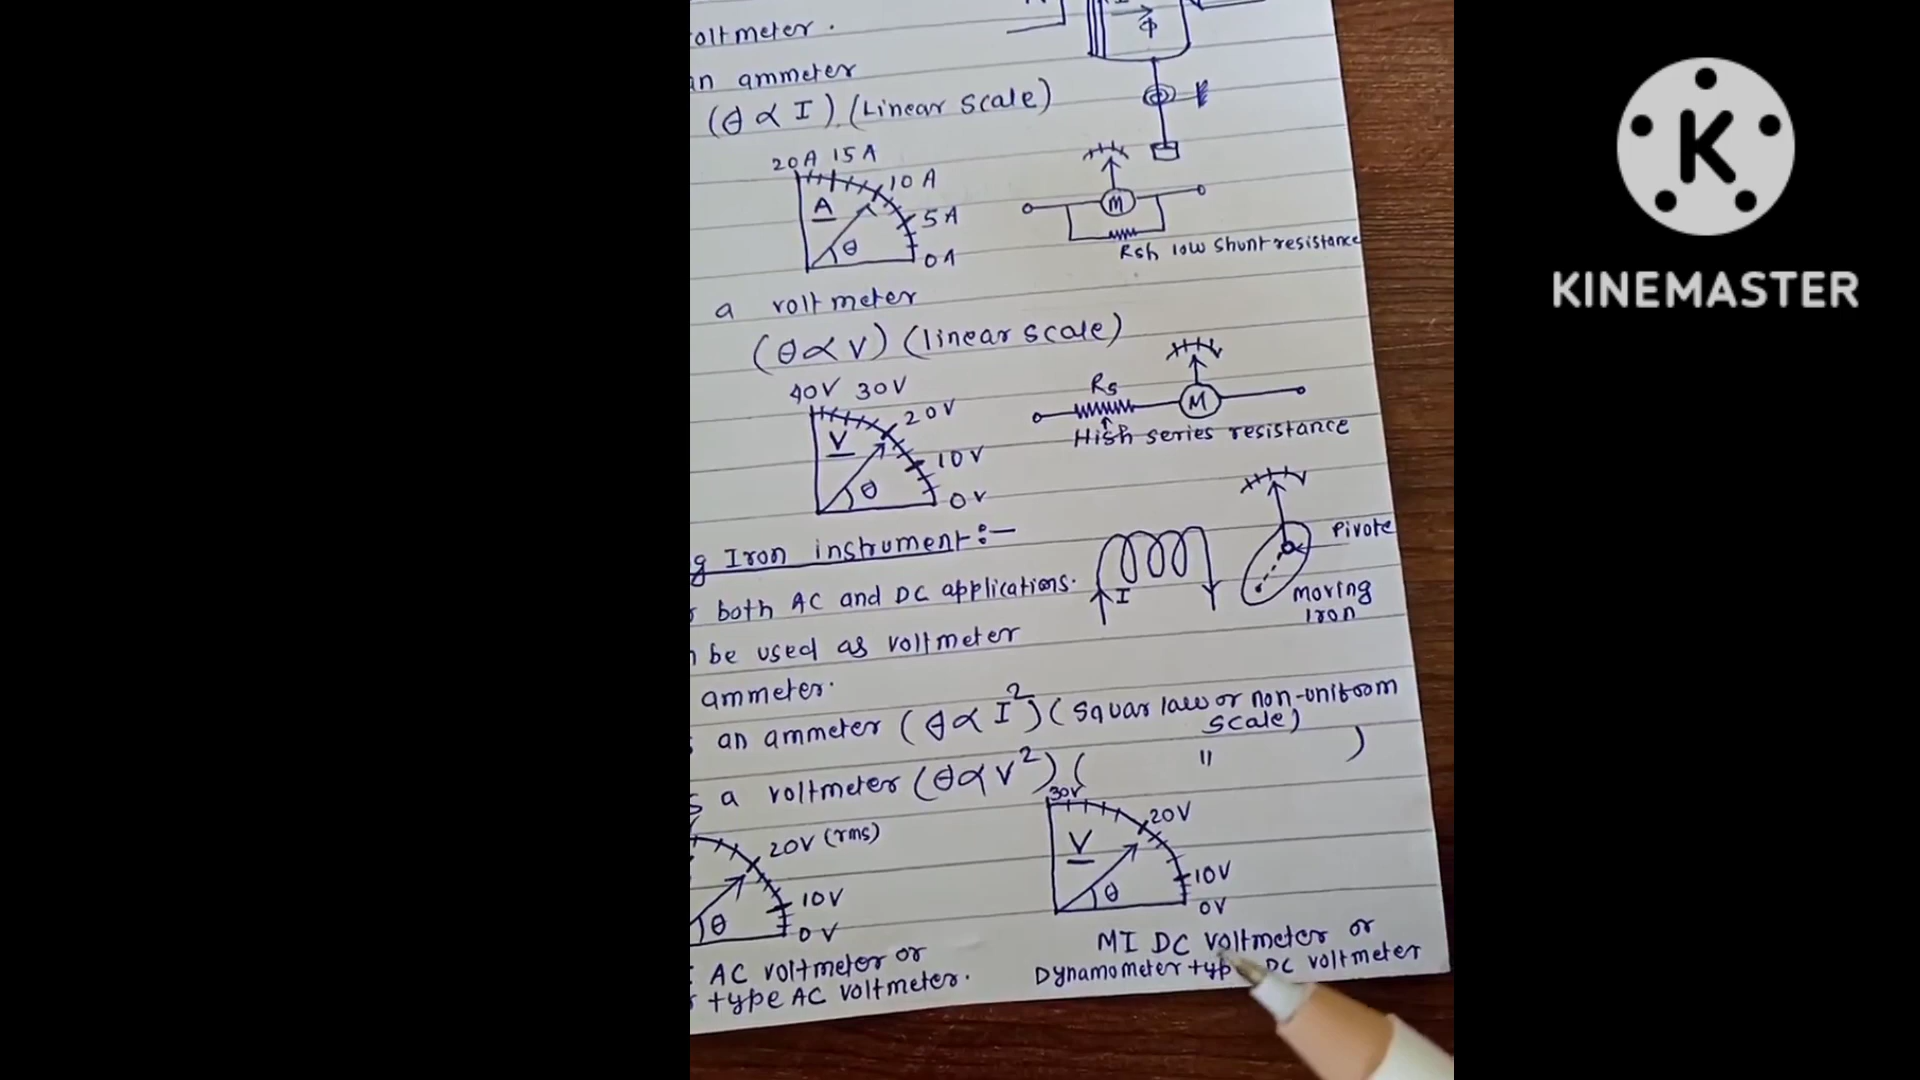 oltmeter.
an ammeter
(θ ∝ I) (Linear scale)
20A 15A
10A
A
5A
θ
0A
M
Rsh low shunt resistance
a voltmeter
(θ ∝ V) (linear scale)
40V 30V
20V
V
10V
θ
0V
Rs
M
High series resistance
g Iron instrument:-
both AC and DC applications.
I
Pivote
moving
iron
be used as voltmeter
ammeter.
an ammeter (θ ∝ I²) (squar law or non-uniform
scale)
a voltmeter (θ ∝ V²) ( " )
20V (rms)
10V
θ
0V
AC voltmeter or
type AC voltmeter.
30V
20V
V
10V
θ
0V
MI DC voltmeter or
Dynamometer type DC voltmeter
φ
K
KINEMASTER